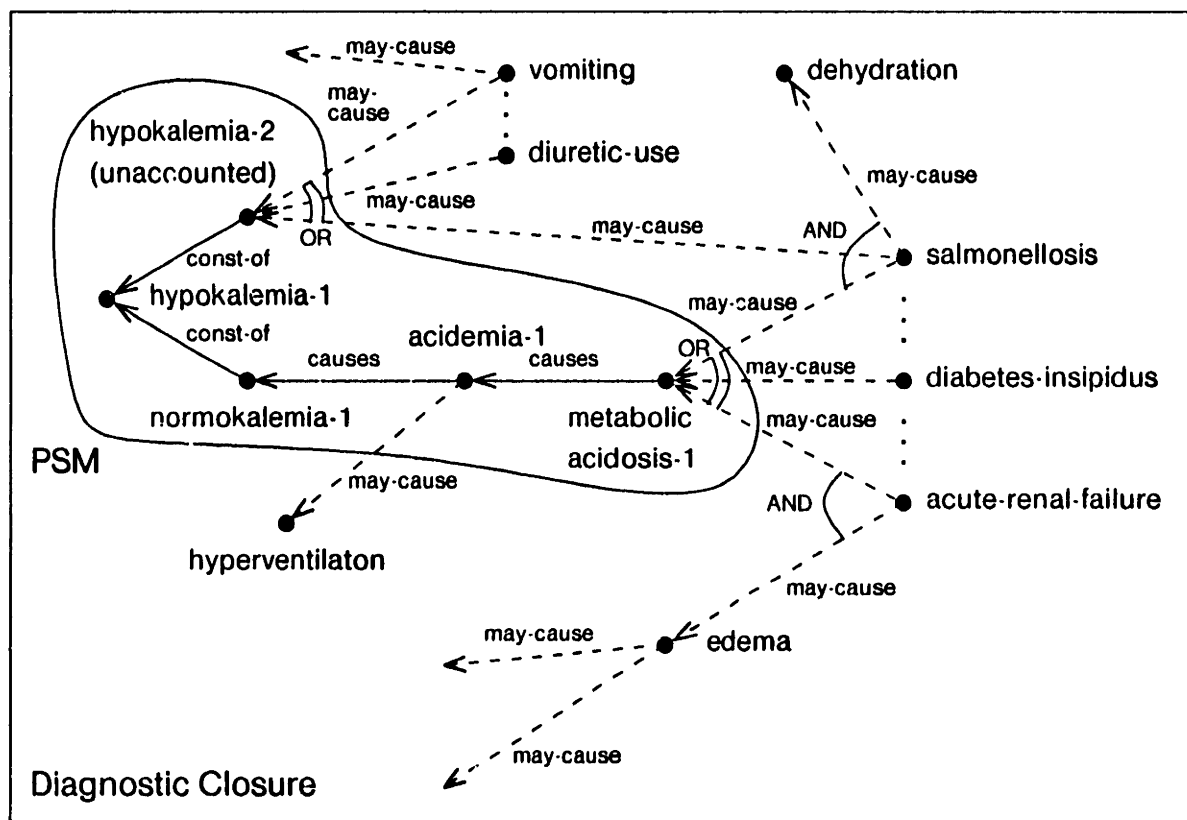 may-cause
vomiting
dehydration
may-
cause
hypokalemia-2
(unaccounted)
diuretic-use
may-cause
may-cause
may-cause
AND
OR
salmonellosis
const-of
hypokalemia-1
may-cause
const-of
acidemia-1
OR
causes
causes
may-cause
diabetes-insipidus
normokalemia-1
metabolic
acidosis-1
may-cause
PSM
may-cause
AND
acute-renal-failure
hyperventilaton
may-cause
may-cause
edema
may-cause
Diagnostic Closure